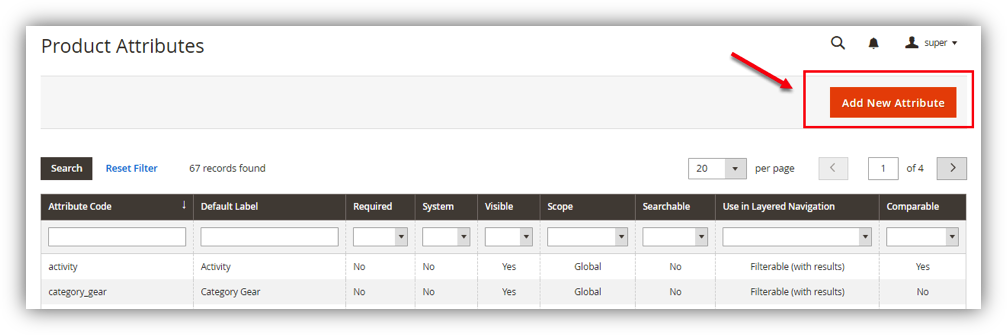 Product Attributes
super
Add New Attribute
Search Reset Filter 67 records found 20 per page 1 of 4
Attribute Code Default Label Required System Visible Scope Searchable Use in Layered Navigation Comparable
activity Activity No No Yes Global No Filterable (with results) Yes
category_gear Category Gear No No Yes Global No Filterable (with results) No